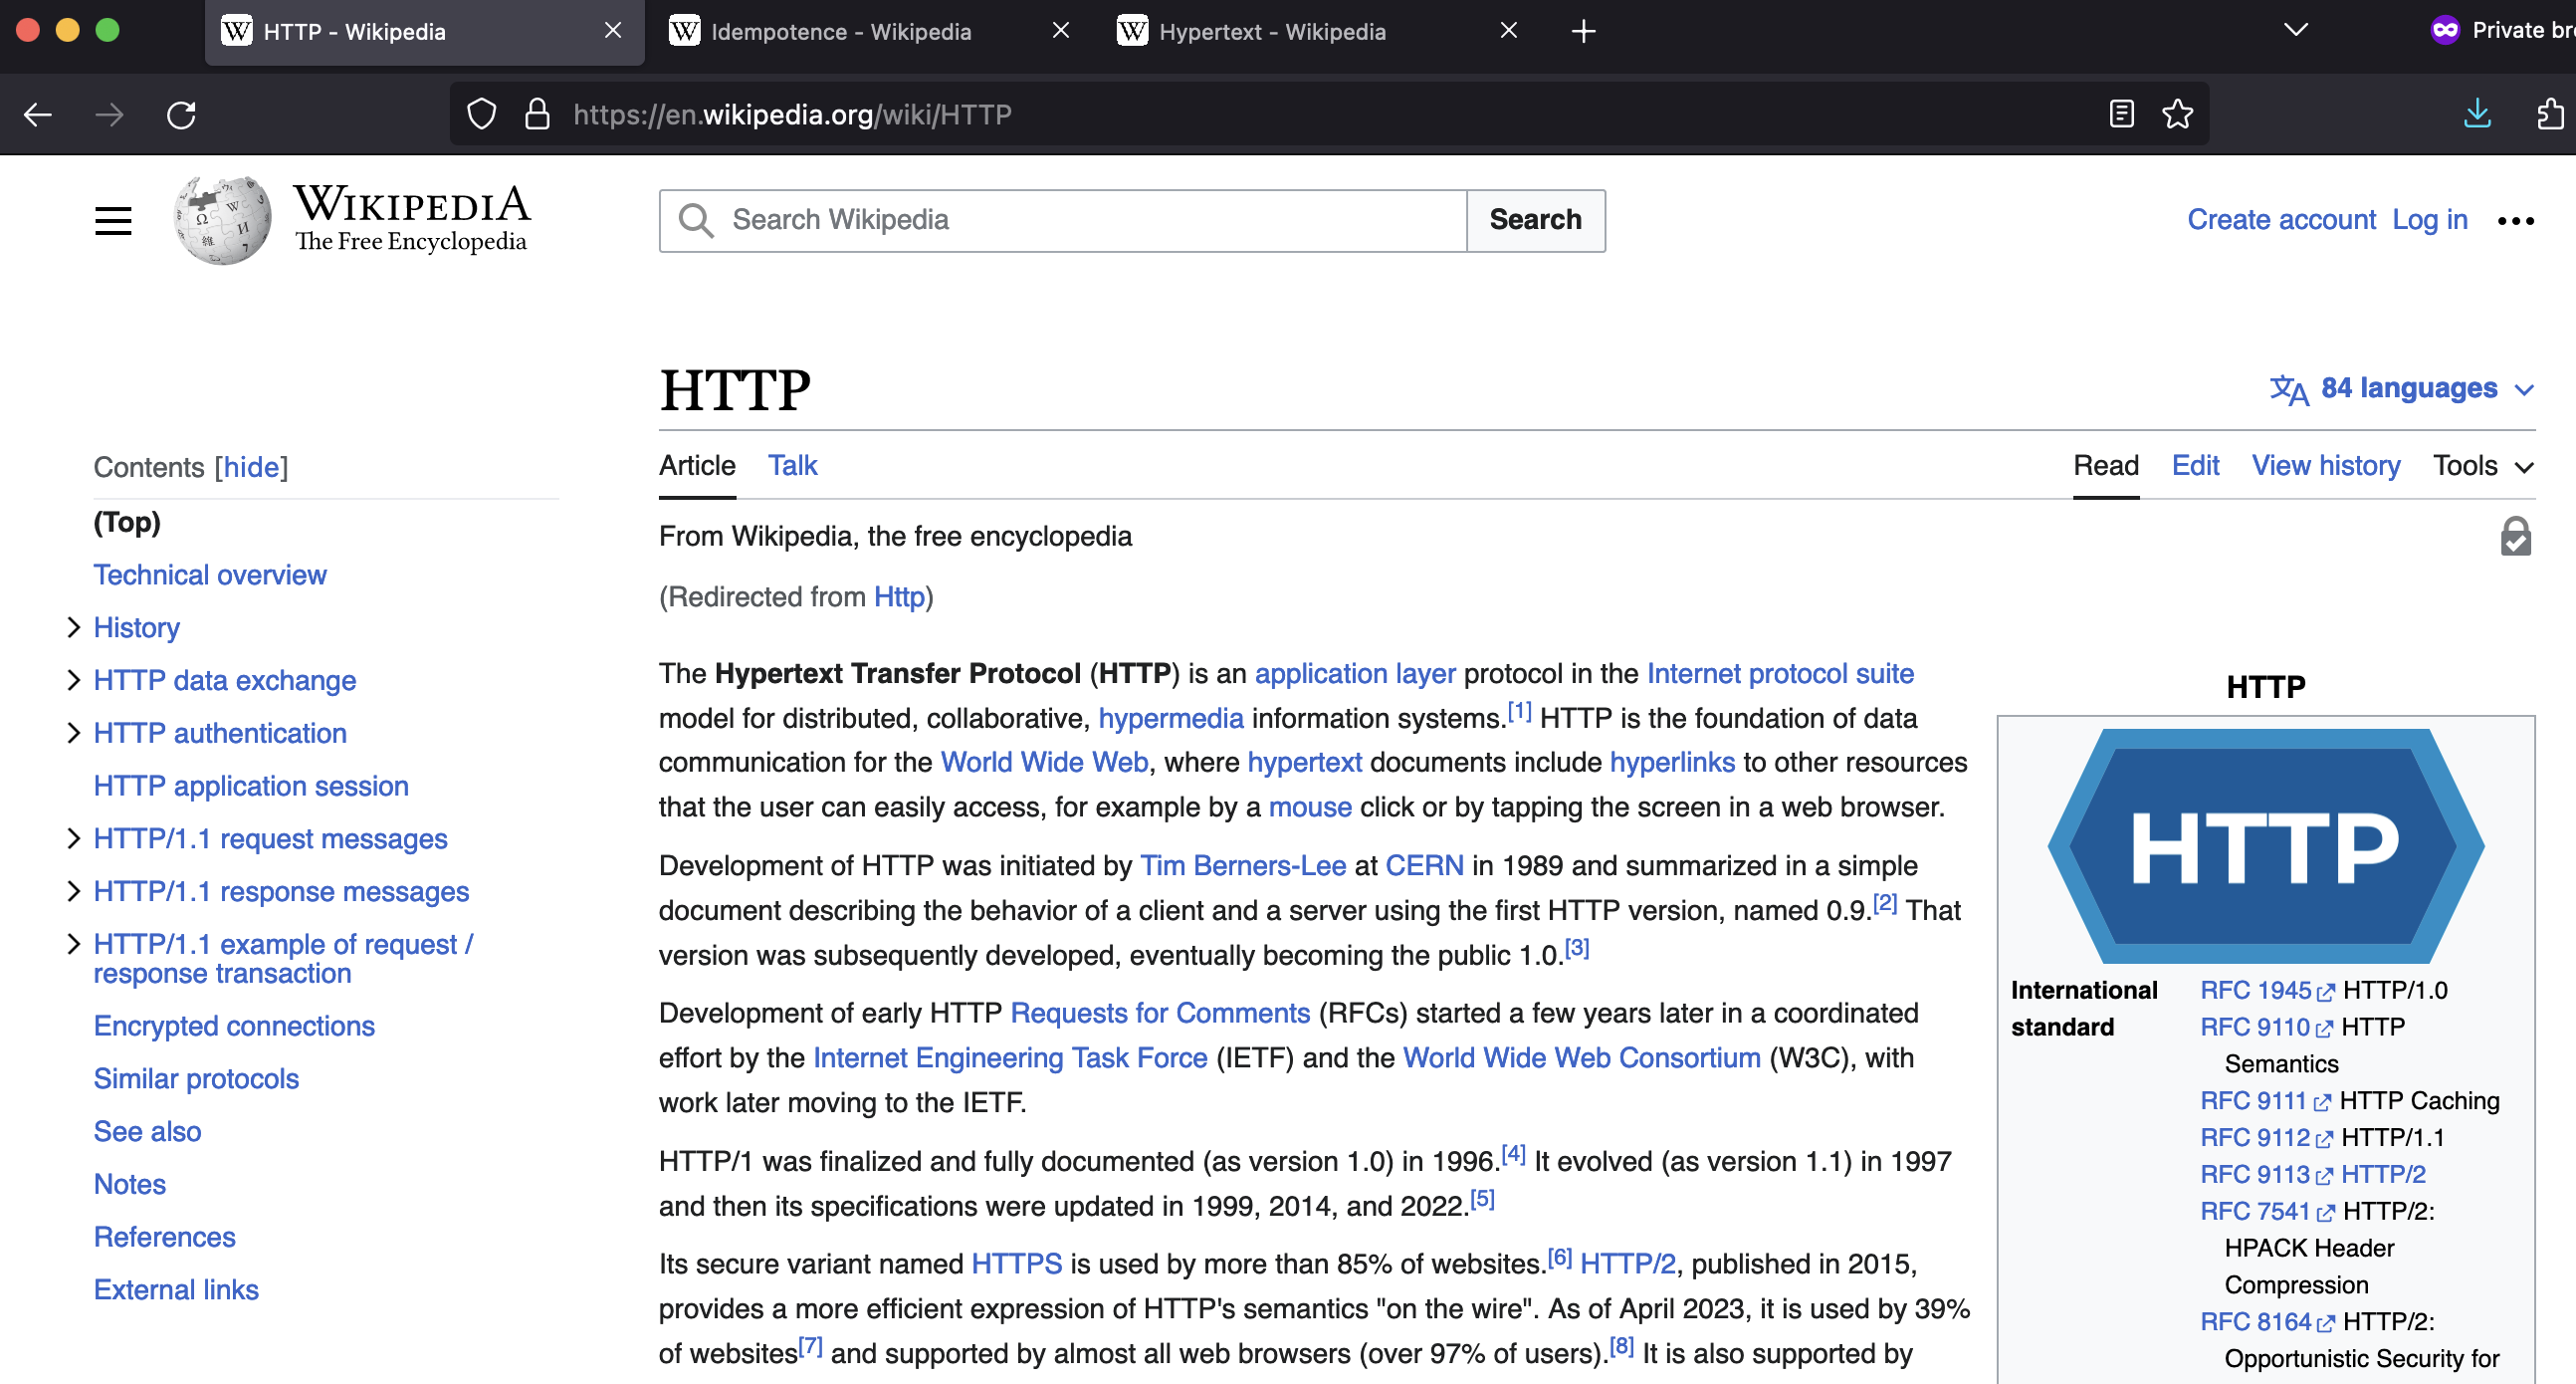 HTTP - Wikipedia
Idempotence - Wikipedia
Hypertext - Wikipedia
Private
https://en.wikipedia.org/wiki/HTTP
WIKIPEDIA
The Free Encyclopedia
Search Wikipedia
Search
Create account Log in
HTTP
84 languages
Article Talk
Read Edit View history Tools
Contents [hide]
(Top)
Technical overview
History
HTTP data exchange
HTTP authentication
HTTP application session
HTTP/1.1 request messages
HTTP/1.1 response messages
HTTP/1.1 example of request /
response transaction
Encrypted connections
Similar protocols
See also
Notes
References
External links
From Wikipedia, the free encyclopedia
(Redirected from Http)
The Hypertext Transfer Protocol (HTTP) is an application layer protocol in the Internet protocol suite
model for distributed, collaborative, hypermedia information systems.[1] HTTP is the foundation of data
communication for the World Wide Web, where hypertext documents include hyperlinks to other resources
that the user can easily access, for example by a mouse click or by tapping the screen in a web browser.
Development of HTTP was initiated by Tim Berners-Lee at CERN in 1989 and summarized in a simple
document describing the behavior of a client and a server using the first HTTP version, named 0.9.[2] That
version was subsequently developed, eventually becoming the public 1.0.[3]
Development of early HTTP Requests for Comments (RFCs) started a few years later in a coordinated
effort by the Internet Engineering Task Force (IETF) and the World Wide Web Consortium (W3C), with
work later moving to the IETF.
HTTP/1 was finalized and fully documented (as version 1.0) in 1996.[4] It evolved (as version 1.1) in 1997
and then its specifications were updated in 1999, 2014, and 2022.[5]
Its secure variant named HTTPS is used by more than 85% of websites.[6] HTTP/2, published in 2015,
provides a more efficient expression of HTTP's semantics "on the wire". As of April 2023, it is used by 39%
of websites[7] and supported by almost all web browsers (over 97% of users).[8] It is also supported by
HTTP
HTTP
International
standard
RFC 1945 HTTP/1.0
RFC 9110 HTTP
Semantics
RFC 9111 HTTP Caching
RFC 9112 HTTP/1.1
RFC 9113 HTTP/2
RFC 7541 HTTP/2:
HPACK Header
Compression
RFC 8164 HTTP/2:
Opportunistic Security for